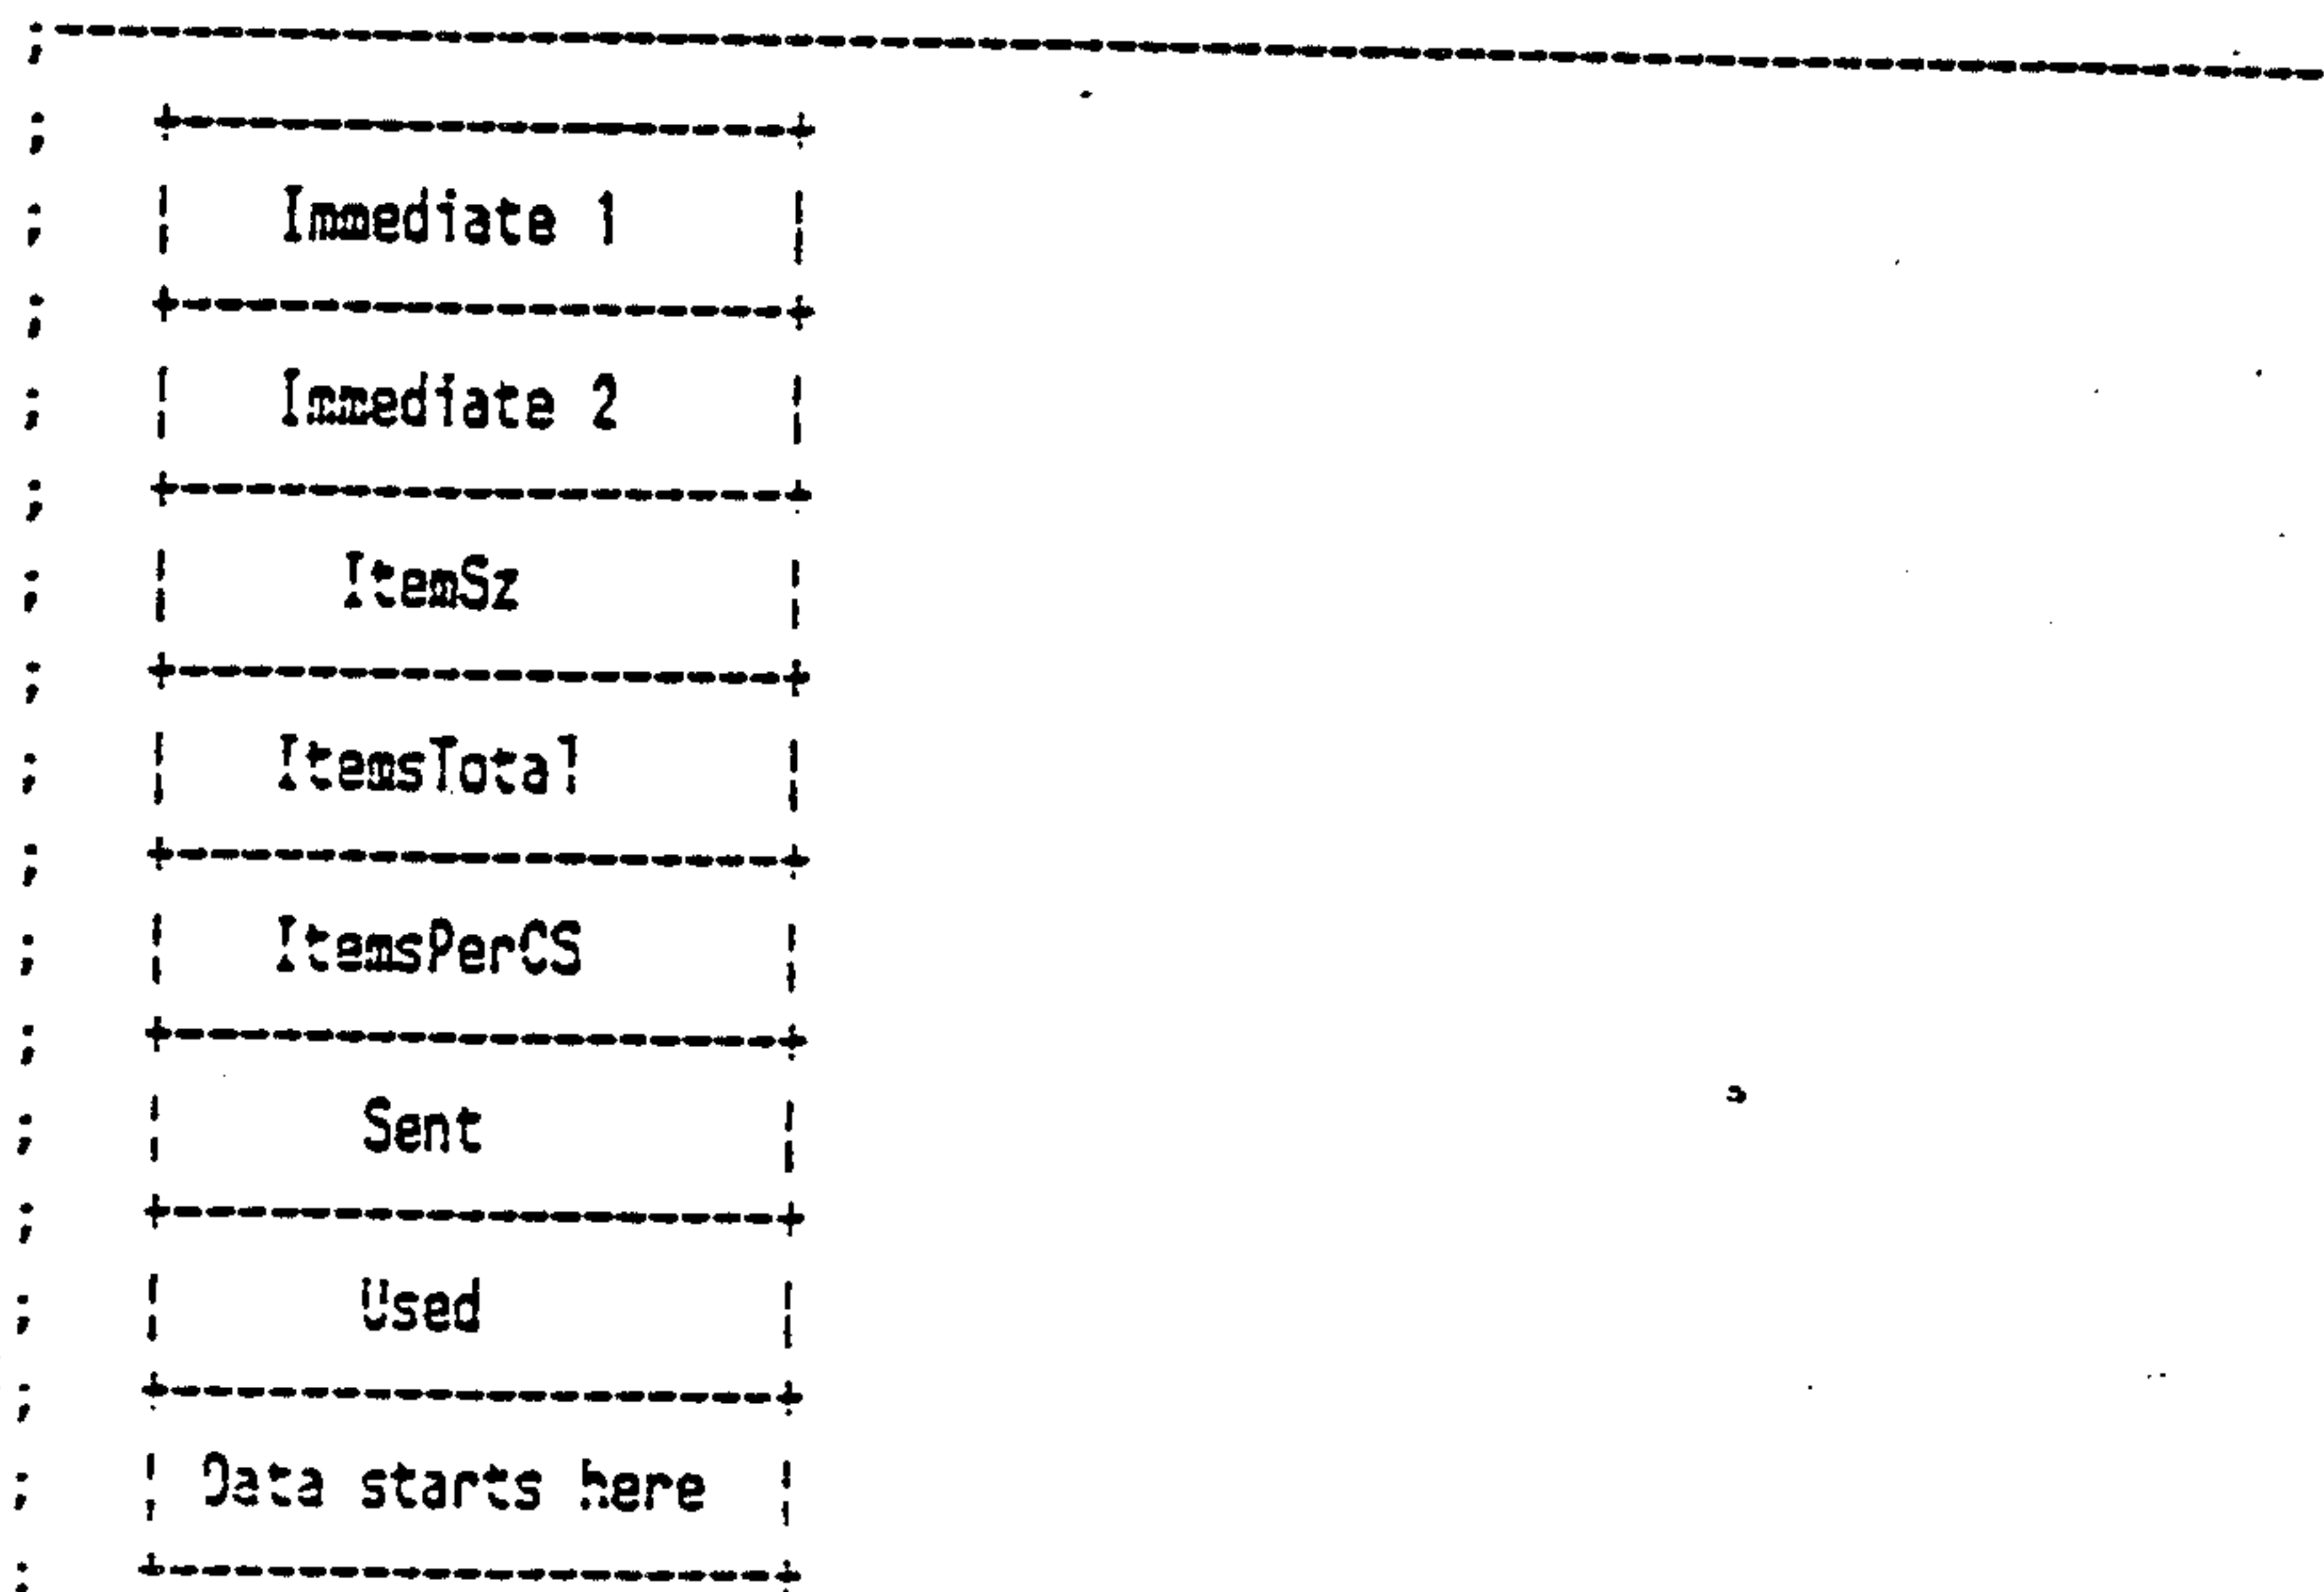 ;-----------------------------------------------------------------------
;   +--------------------+
;   |    Immediate 1     |
;   +--------------------+
;   |    Immediate 2     |
;   +--------------------+
;   |      ItemSz        |
;   +--------------------+
;   |    ItemsTotal      |
;   +--------------------+
;   |    ItemsPerCS      |
;   +--------------------+
;   |       Sent         |
;   +--------------------+
;   |       Used         |
;   +--------------------+
;   |  Data starts here  |
;   +--------------------+